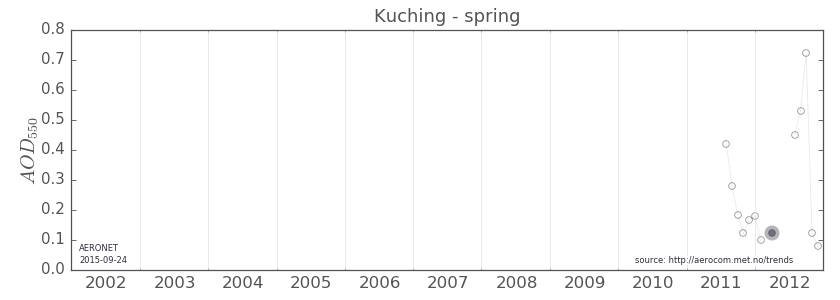 Kuching - spring
0.8
0.7
0.6
0.5
0.4
0.3
0.2
0.1
0.0
AOD550
AERONET
2015-09-24
source: http://aerocom.met.no/trends
2002 2003 2004 2005 2006 2007 2008 2009 2010 2011 2012